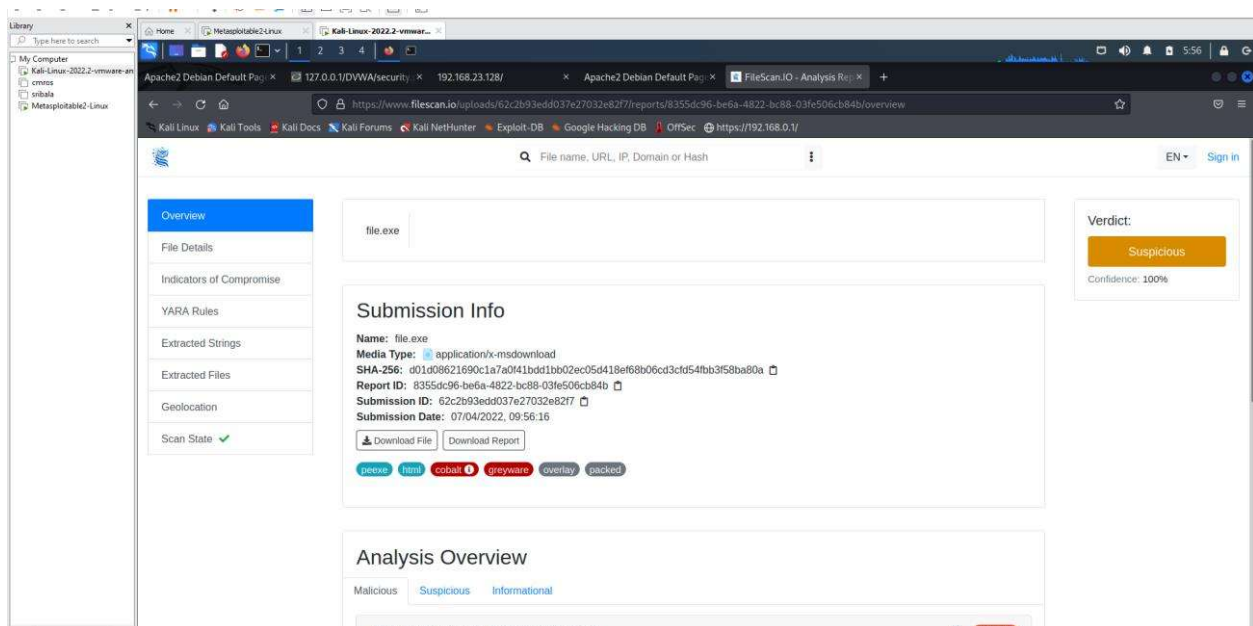 Library
Type here to search
My Computer
Kali-Linux-2022.2-vmware-am
cmros
sribala
Metasploitable2-Linux
Home
Metasploitable2-Linux
Kali-Linux-2022.2-vmwar...
1 2 3 4
5:56
Apache2 Debian Default Pag
127.0.0.1/DVWA/security
192.168.23.128/
Apache2 Debian Default Pag
FileScan.IO - Analysis Rep
https://www.filescan.io/uploads/62c2b93edd037e27032e82f7/reports/8355dc96-be6a-4822-bc88-03fe506cb84b/overview
Kali Linux Kali Tools Kali Docs Kali Forums Kali NetHunter Exploit-DB Google Hacking DB OffSec https://192.168.0.1/
File name, URL, IP, Domain or Hash
EN
Sign in
Overview
File Details
Indicators of Compromise
YARA Rules
Extracted Strings
Extracted Files
Geolocation
Scan State
file.exe
Verdict:
Suspicious
Confidence: 100%
Submission Info
Name: file.exe
Media Type: application/x-msdownload
SHA-256: d01d08621690c1a7a0f41bdd1bb02ec05d418ef68b06cd3cfd54fbb3f58ba80a
Report ID: 8355dc96-be6a-4822-bc88-03fe506cb84b
Submission ID: 62c2b93edd037e27032e82f7
Submission Date: 07/04/2022, 09:56:16
Download File Download Report
peexe html cobalt greyware overlay packed
Analysis Overview
Malicious Suspicious Informational